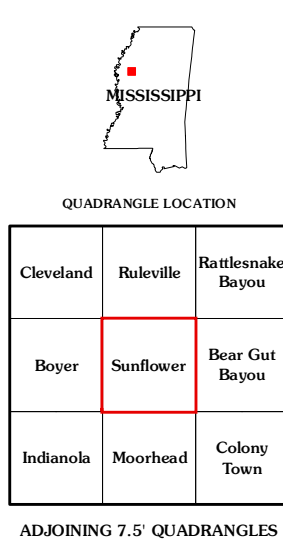 MISSISSIPPI
QUADRANGLE LOCATION
Cleveland
Ruleville
Rattlesnake
Bayou
Boyer
Sunflower
Bear Gut
Bayou
Indianola
Moorhead
Colony
Town
ADJOINING 7.5' QUADRANGLES